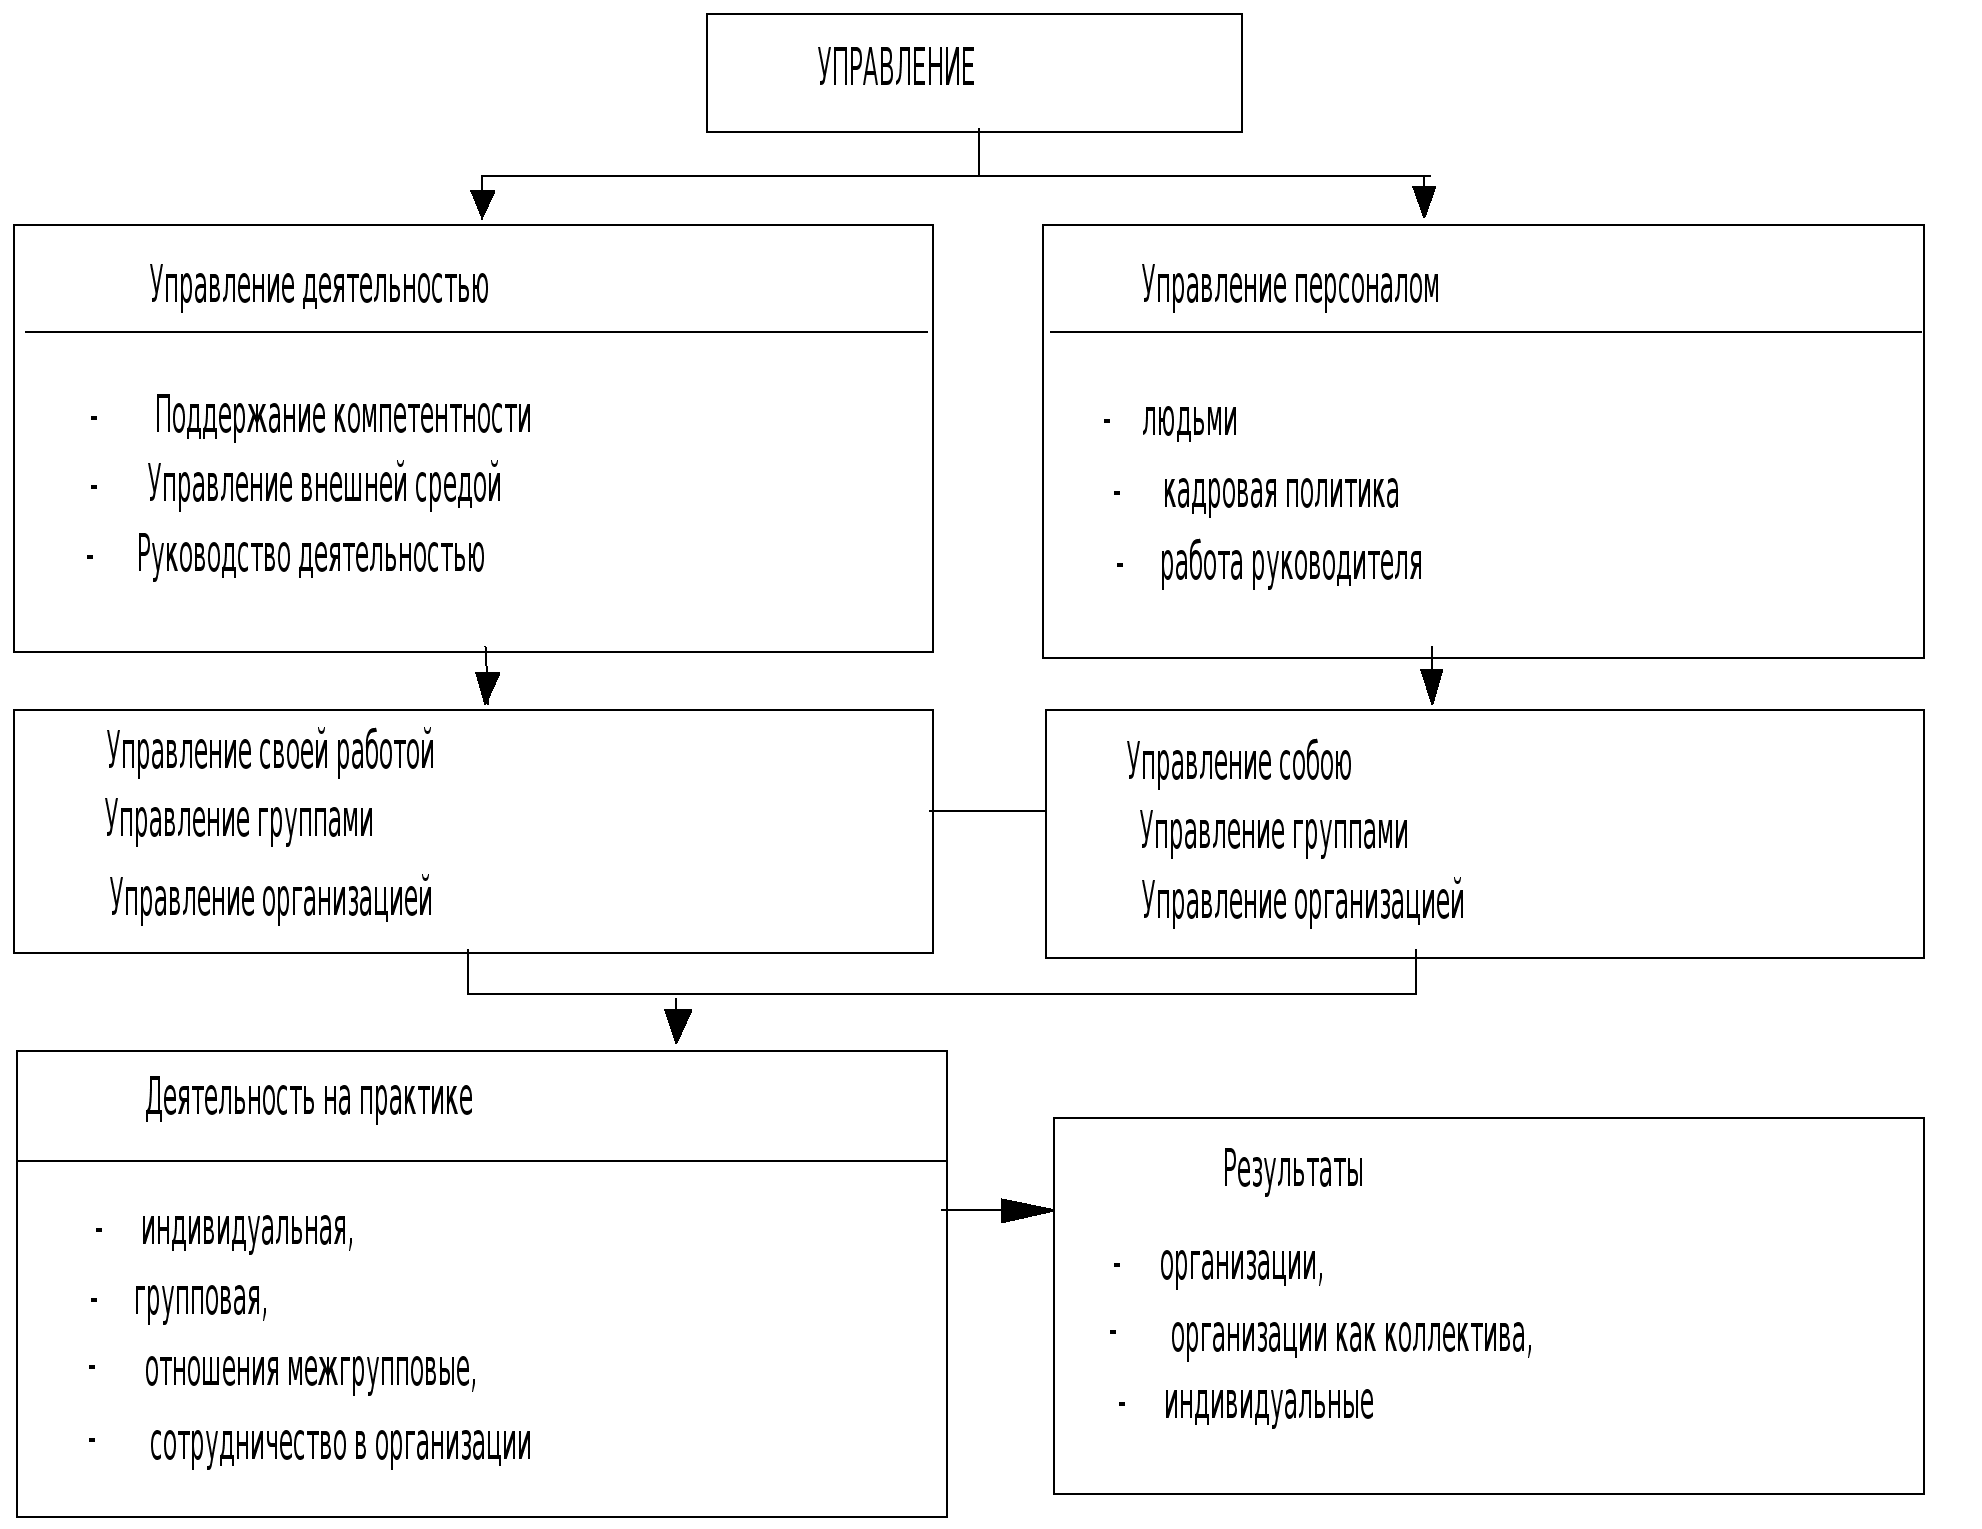 УПРАВЛЕНИЕ
Управление деятельностью
- Поддержание компетентности
- Управление внешней средой
- Руководство деятельностью
Управление персоналом
- людьми
- кадровая политика
- работа руководителя
Управление своей работой
Управление группами
Управление организацией
Управление собою
Управление группами
Управление организацией
Деятельность на практике
- индивидуальная,
- групповая,
- отношения межгрупповые,
- сотрудничество в организации
Результаты
- организации,
- организации как коллектива,
- индивидуальные